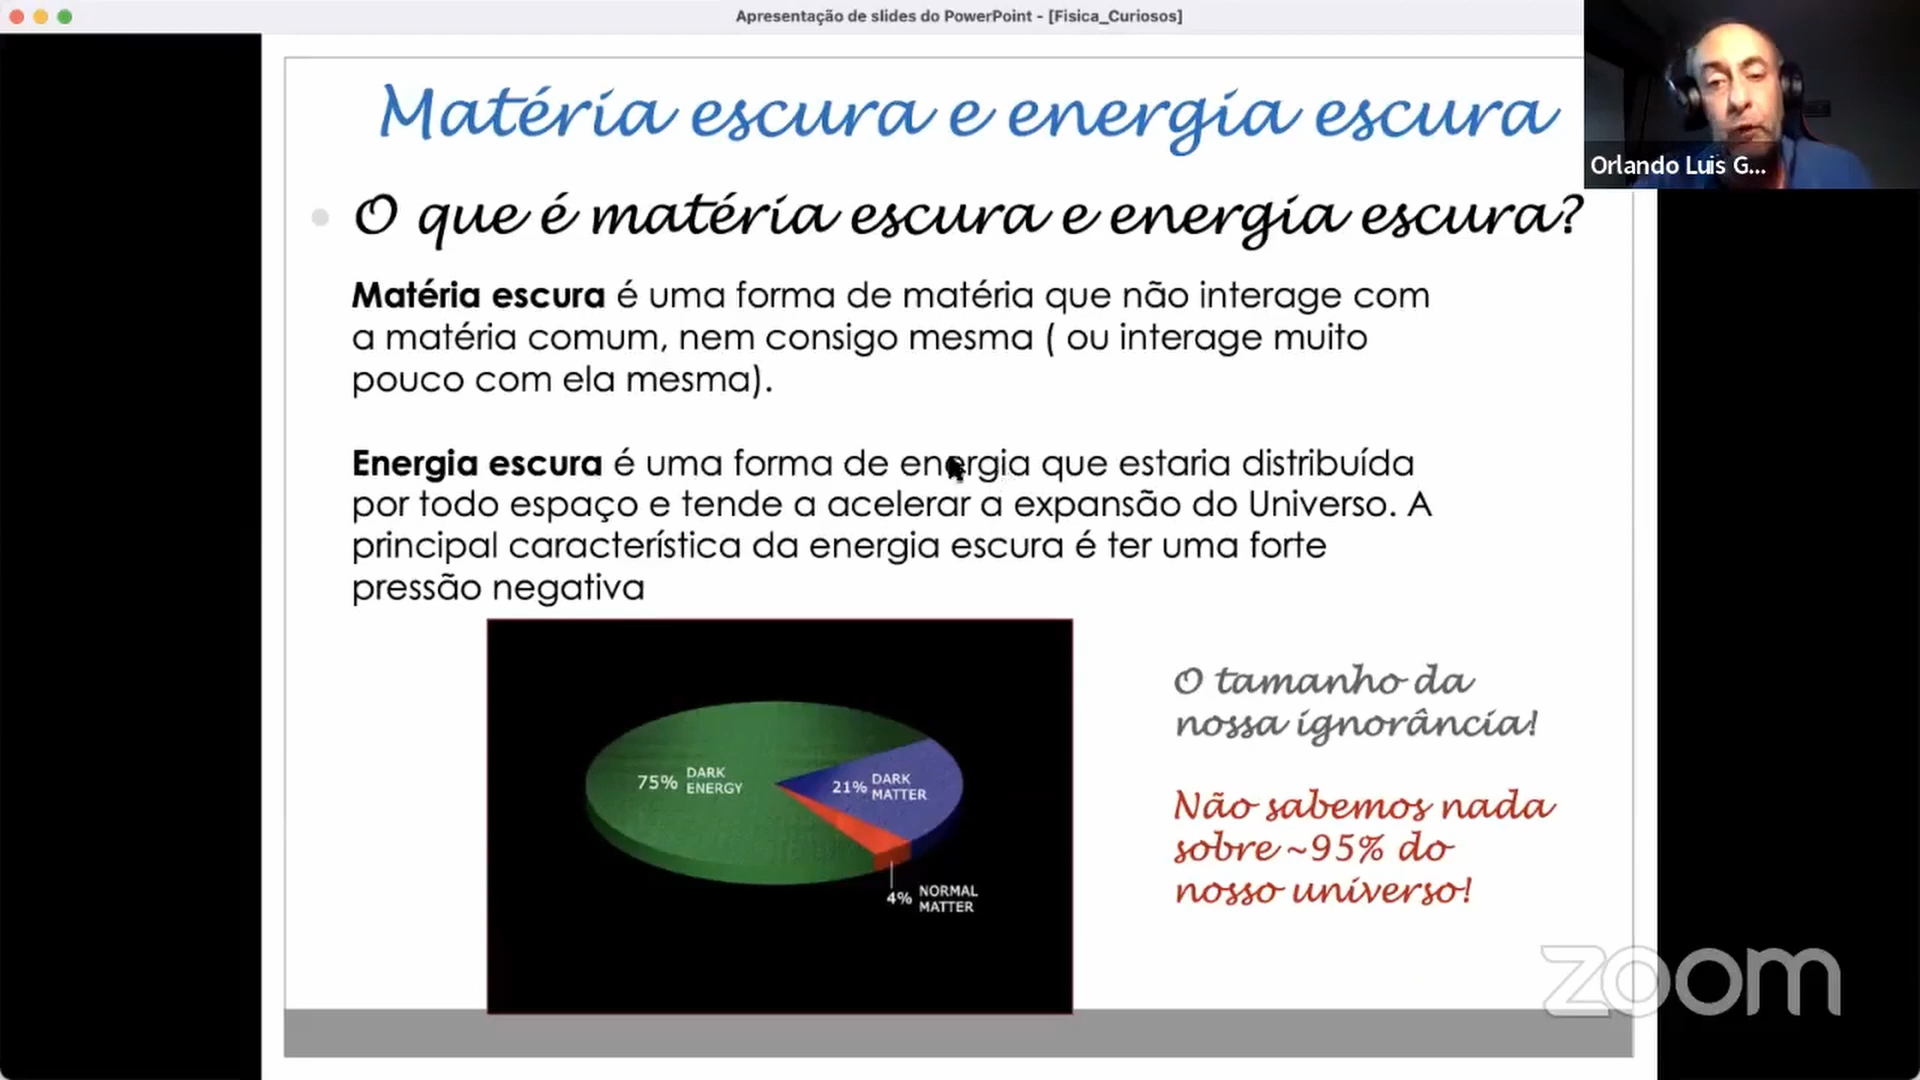 Apresentação de slides do PowerPoint - [Fisica_Curiosos]
Orlando Luis G...
Matéria escura e energia escura
O que é matéria escura e energia escura?
Matéria escura é uma forma de matéria que não interage com
a matéria comum, nem consigo mesma ( ou interage muito
pouco com ela mesma).
Energia escura é uma forma de energia que estaria distribuída
por todo espaço e tende a acelerar a expansão do Universo. A
principal característica da energia escura é ter uma forte
pressão negativa
75% DARK
ENERGY
21% DARK
MATTER
4% NORMAL
MATTER
O tamanho da
nossa ignorância!
Não sabemos nada
sobre ~95% do
nosso universo!
zoom